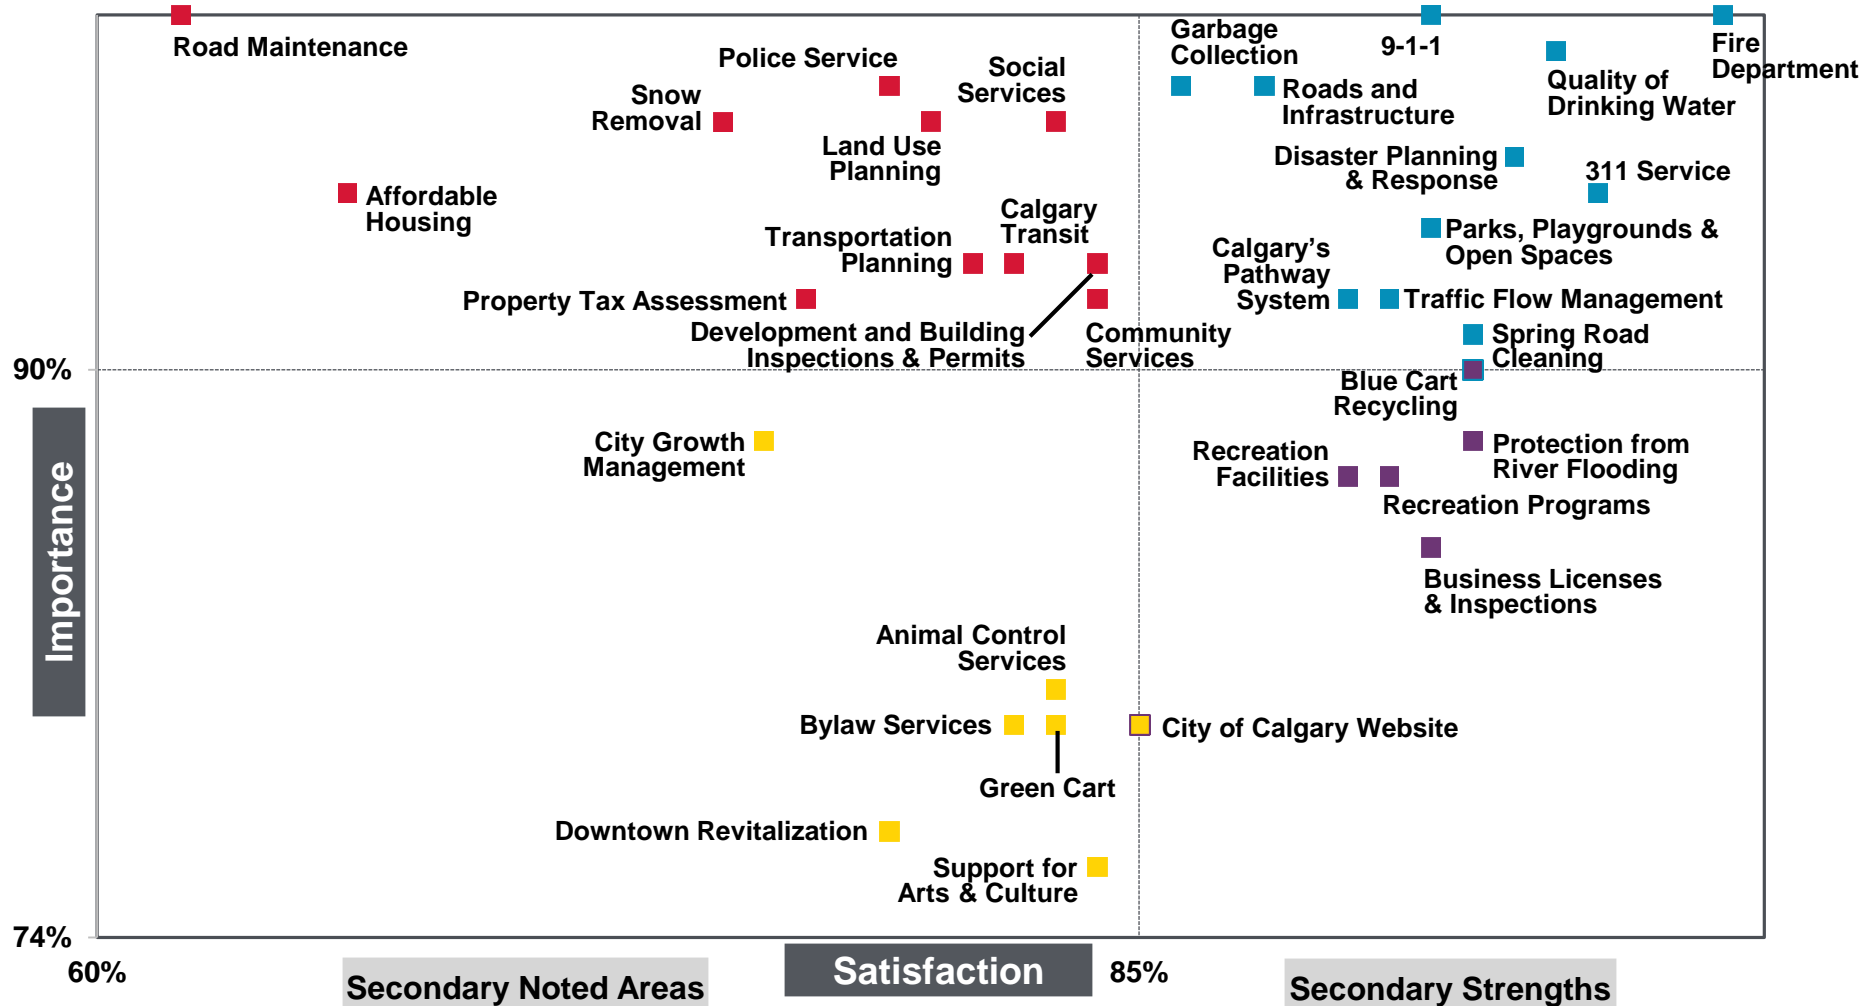 Road Maintenance
Police Service
Social
Services
Garbage
Collection
9-1-1
Fire
Department
Quality of
Drinking Water
Snow
Removal
Roads and
Infrastructure
Land Use
Planning
Disaster Planning
& Response
311 Service
Affordable
Housing
Calgary
Transit
Transportation
Planning
Parks, Playgrounds &
Open Spaces
Calgary's
Pathway
System
Traffic Flow Management
Property Tax Assessment
Development and Building
Inspections & Permits
Community
Services
Spring Road
Cleaning
90%
Blue Cart
Recycling
City Growth
Management
Recreation
Facilities
Protection from
River Flooding
Recreation Programs
Importance
Business Licenses
& Inspections
Animal Control
Services
Bylaw Services
City of Calgary Website
Green Cart
Downtown Revitalization
Support for
Arts & Culture
74%
60%
Satisfaction
85%
Secondary Noted Areas
Secondary Strengths